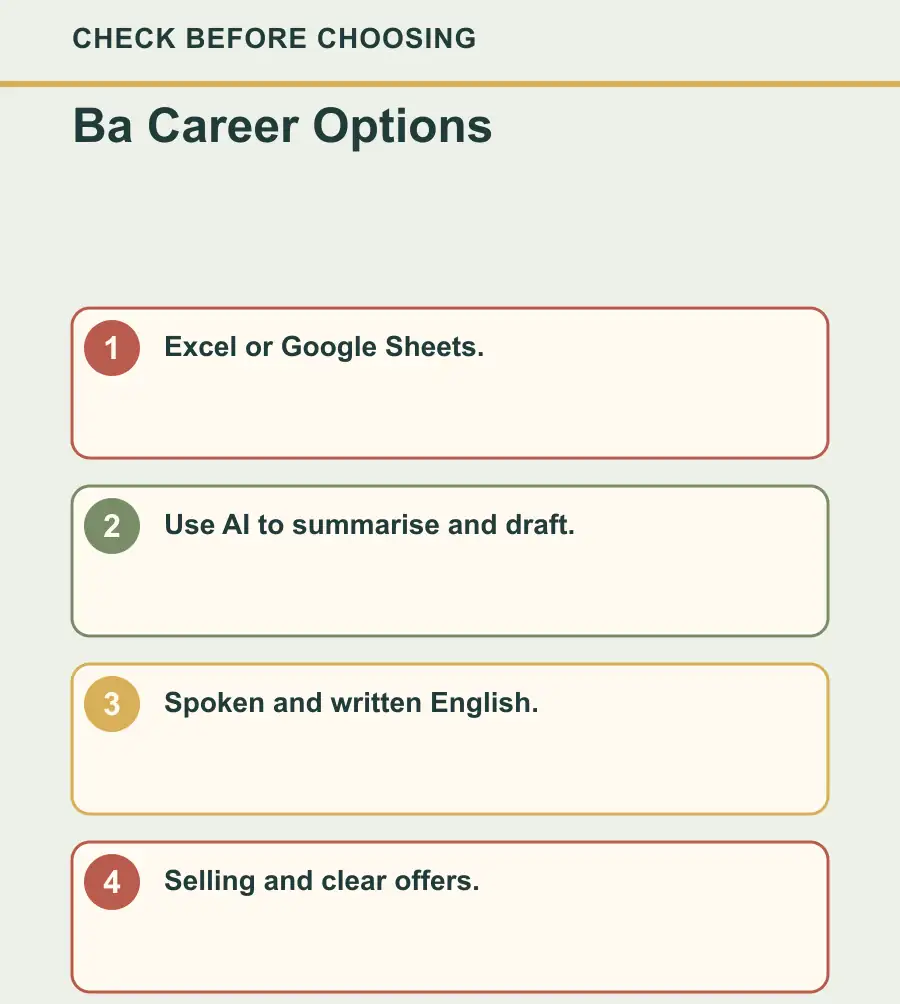 CHECK BEFORE CHOOSING
Ba Career Options
1 Excel or Google Sheets.
2 Use AI to summarise and draft.
3 Spoken and written English.
4 Selling and clear offers.